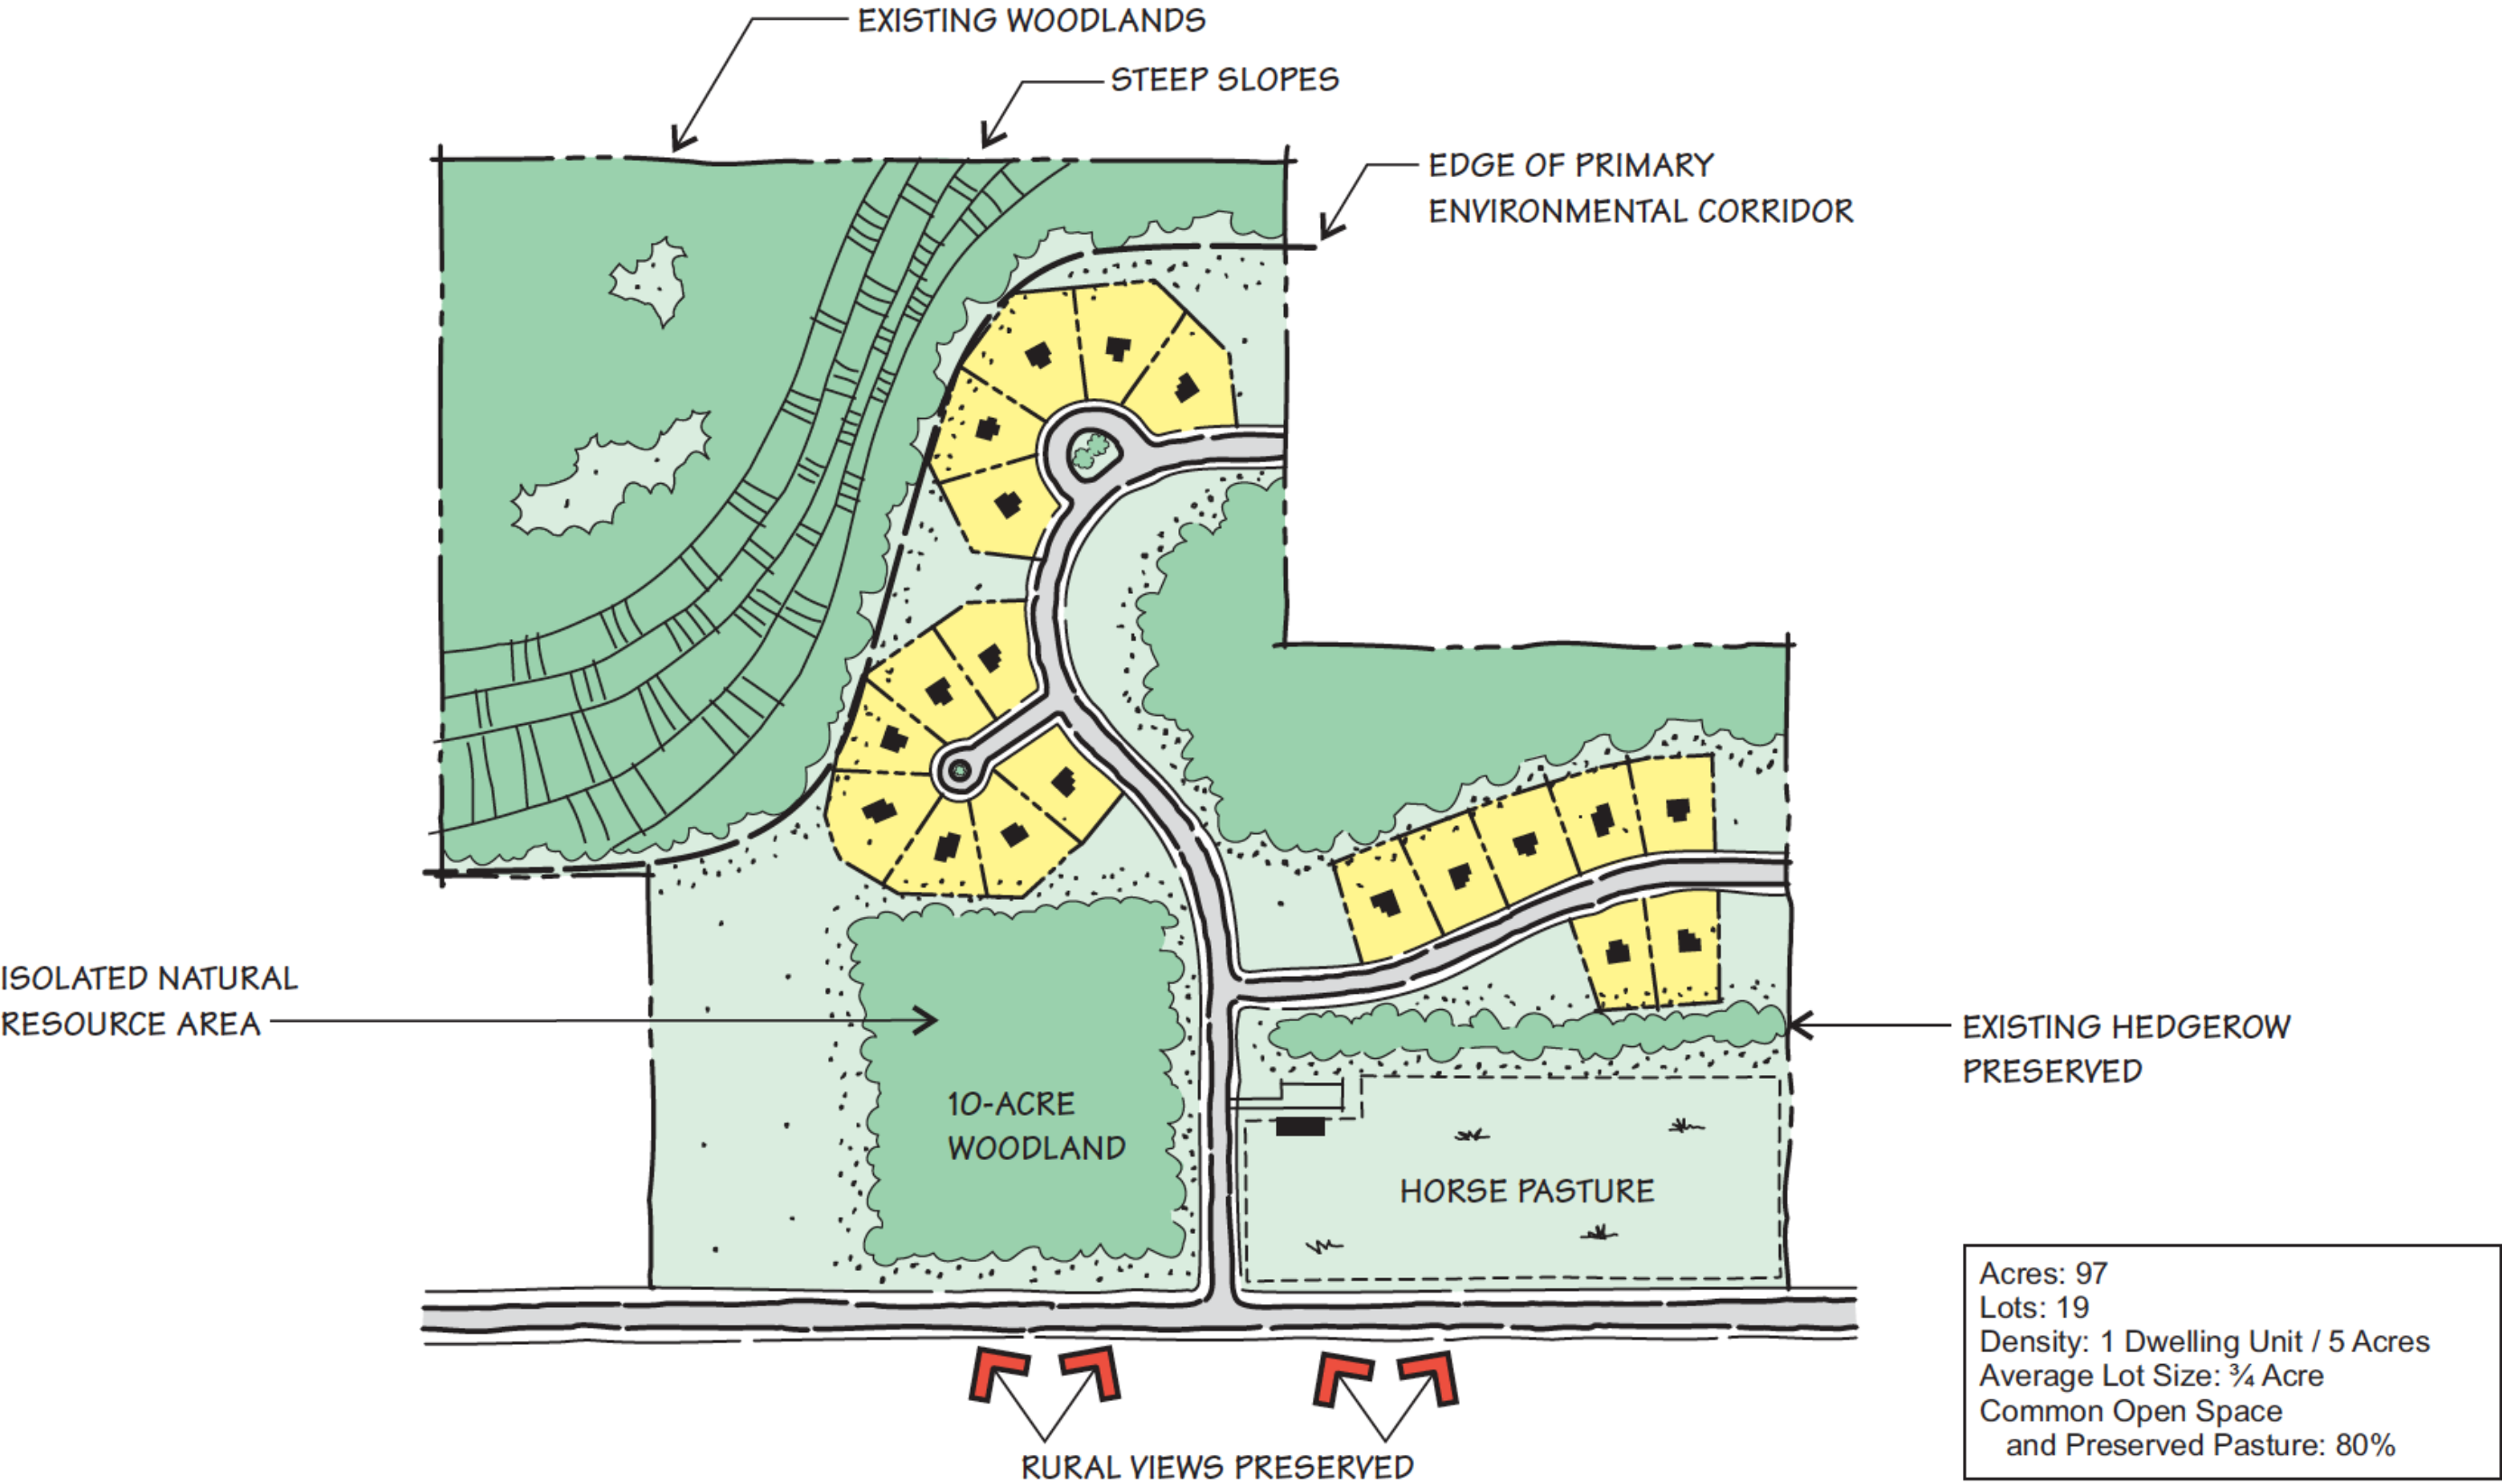 EXISTING WOODLANDS
STEEP SLOPES
EDGE OF PRIMARY
ENVIRONMENTAL CORRIDOR
ISOLATED NATURAL
RESOURCE AREA
EXISTING HEDGEROW
PRESERVED
10-ACRE
WOODLAND
HORSE PASTURE
Acres: 97
Lots: 19
Density: 1 Dwelling Unit / 5 Acres
Average Lot Size: ¾ Acre
Common Open Space
and Preserved Pasture: 80%
RURAL VIEWS PRESERVED